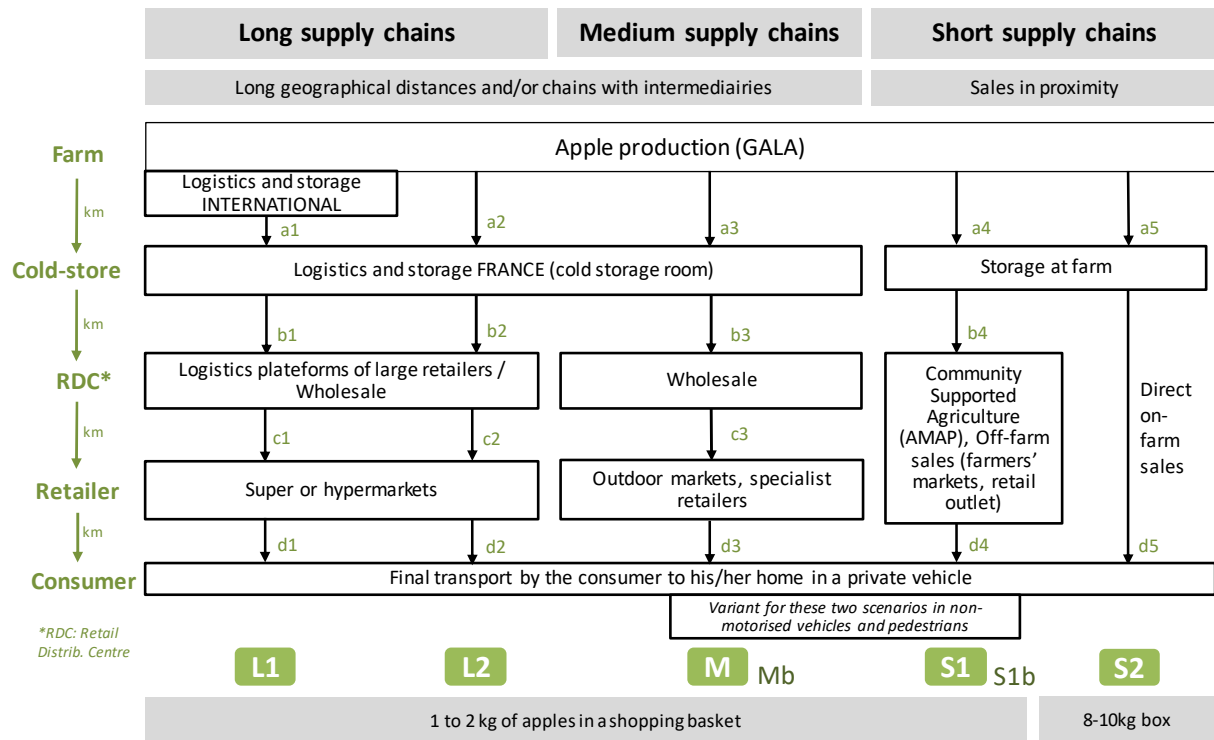 Long supply chains
Medium supply chains
Short supply chains
Long geographical distances and/or chains with intermediairies
Sales in proximity
Farm
Apple production (GALA)
Logistics and storage
INTERNATIONAL
km
a1
a2
a3
a4
a5
Cold-store
Logistics and storage FRANCE (cold storage room)
Storage at farm
km
b1
b2
b3
b4
RDC*
Logistics plateforms of large retailers /
Wholesale
Wholesale
Community
Supported
Agriculture
(AMAP), Off-farm
sales (farmers'
markets, retail
outlet)
Direct
on-
farm
sales
km
c1
c2
c3
Retailer
Super or hypermarkets
Outdoor markets, specialist
retailers
km
d1
d2
d3
d4
d5
Consumer
Final transport by the consumer to his/her home in a private vehicle
Variant for these two scenarios in non-
motorised vehicles and pedestrians
*RDC: Retail
Distrib. Centre
L1
L2
M
Mb
S1
S1b
S2
1 to 2 kg of apples in a shopping basket
8-10kg box